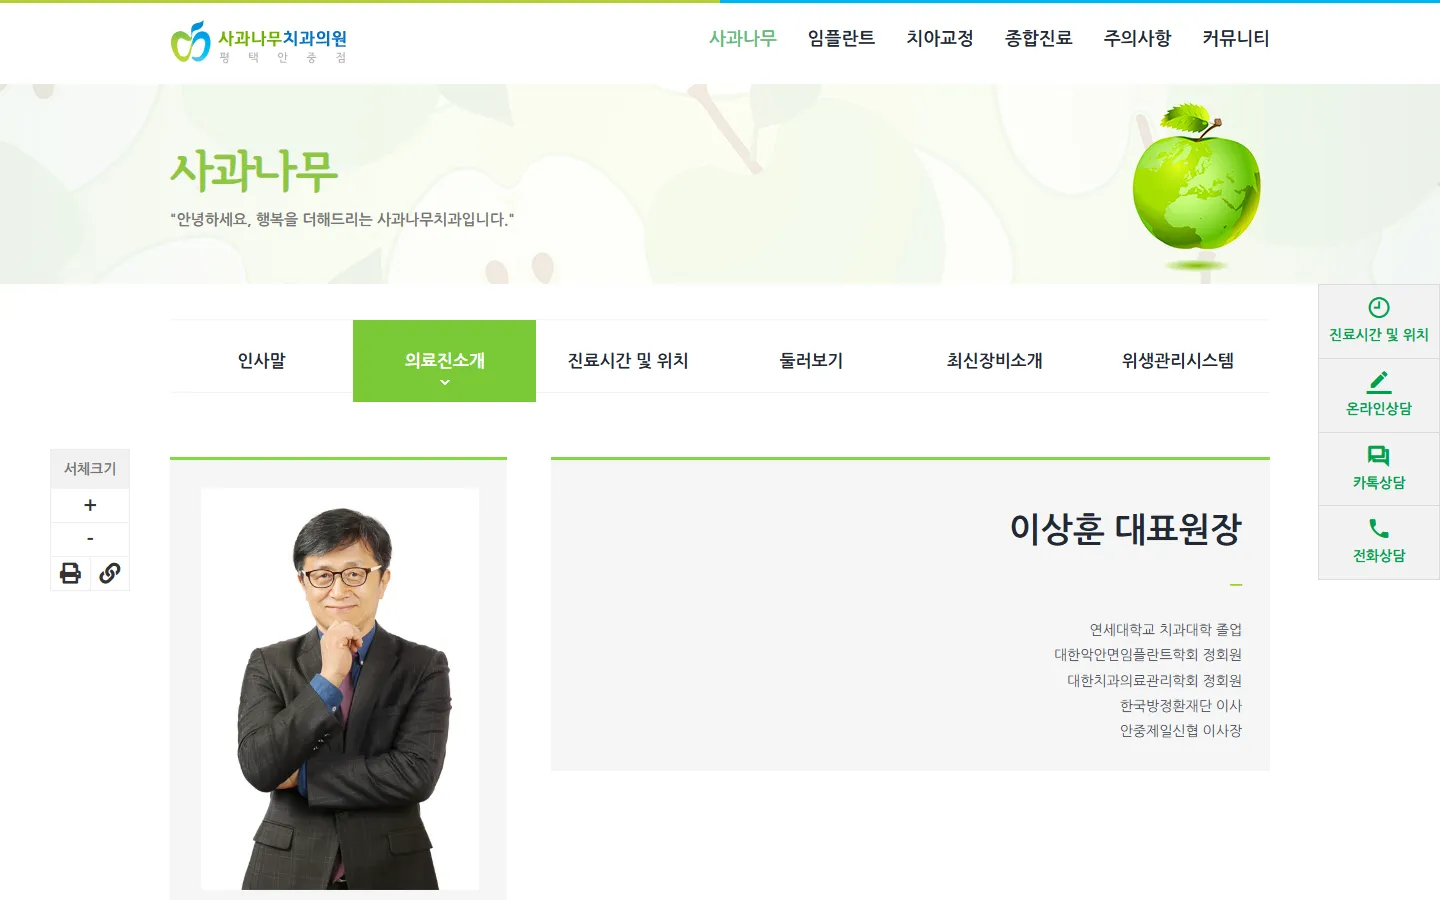 사과나무치과의원
평택안중점
사과나무
임플란트
치아교정
종합진료
주의사항
커뮤니티
사과나무
"안녕하세요, 행복을 더해드리는 사과나무치과입니다."
인사말
의료진소개
진료시간 및 위치
둘러보기
최신장비소개
위생관리시스템
진료시간 및 위치
온라인상담
카톡상담
전화상담
서체크기
+
-
이상훈 대표원장
연세대학교 치과대학 졸업
대한악안면임플란트학회 정회원
대한치과의료관리학회 정회원
한국방정환재단 이사
안중제일신협 이사장